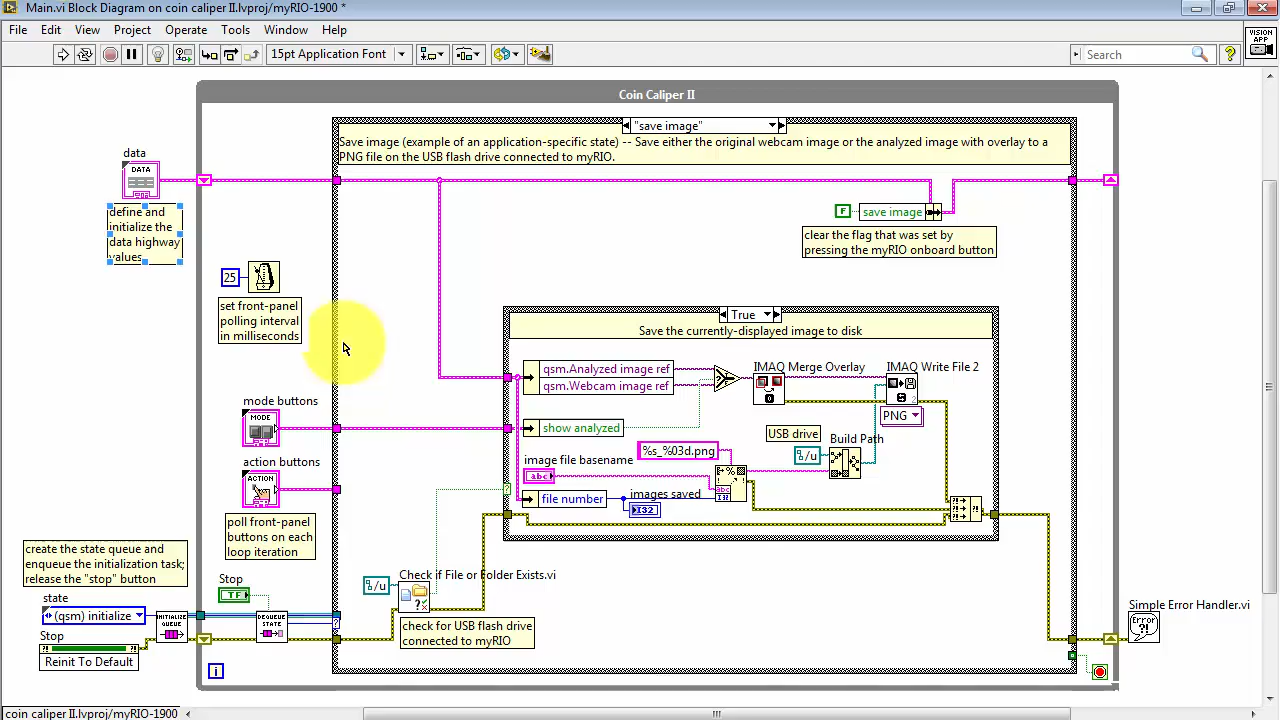 Main.vi Block Diagram on coin caliper II.lvproj/myRIO-1900 *
File Edit View Project Operate Tools Window Help
15pt Application Font
Search
VISION
APP
Coin Caliper II
"save image"
Save image (example of an application-specific state) -- Save either the original webcam image or the analyzed image with overlay to a
PNG file on the USB flash drive connected to myRIO.
data
DATA
define and
initialize the
data highway
values
F
save image
clear the flag that was set by
pressing the myRIO onboard button
25
set front-panel
polling interval
in milliseconds
True
Save the currently-displayed image to disk
qsm.Analyzed image ref
qsm.Webcam image ref
IMAQ Merge Overlay
IMAQ Write File 2
2
PNG
mode buttons
MODE
show analyzed
USB drive
%/u
Build Path
%s_%03d.png
image file basename
abc
action buttons
ACTION
file number
images saved
I32
abc
I32
poll front-panel
buttons on each
loop iteration
create the state queue and
enqueue the initialization task;
release the "stop" button
Check if File or Folder Exists.vi
%/u
Stop
TF
check for USB flash drive
connected to myRIO
state
(qsm) initialize
INITIALIZE
QUEUE
DEQUEUE
STATE
Stop
Reinit To Default
Simple Error Handler.vi
Error
?!
i
coin caliper II.lvproj/myRIO-1900